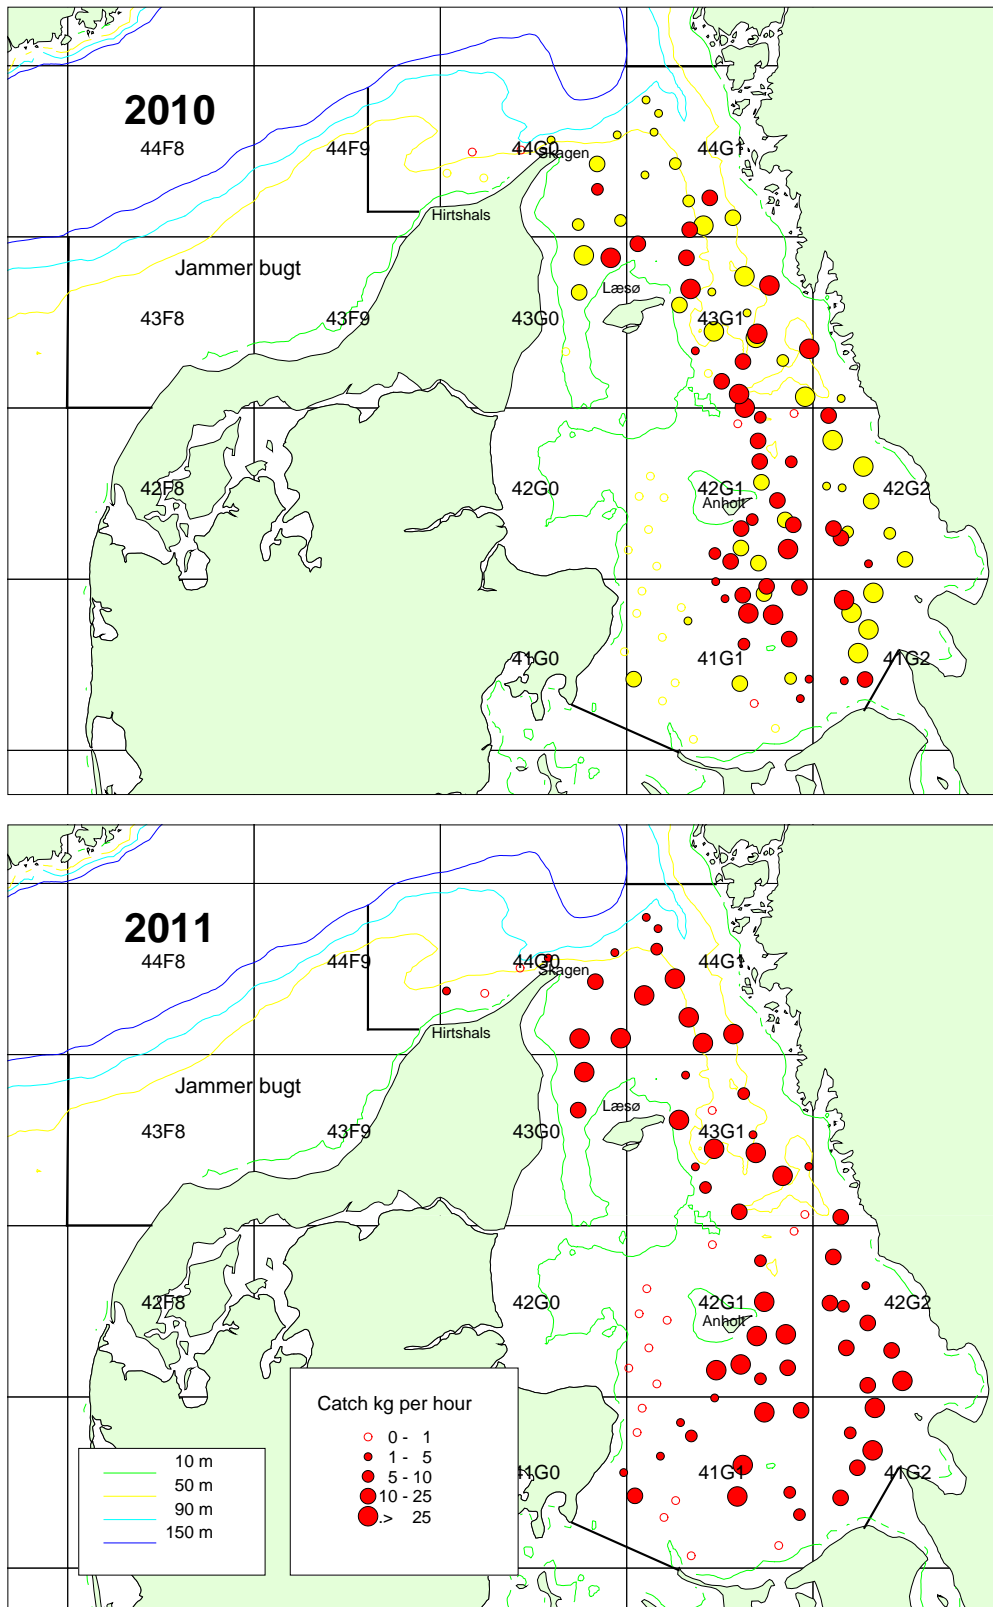 2010
44F8
44F9
44G0
44G1
Skagen
Hirtshals
Jammer bugt
Læsø
43F8
43F9
43G0
43G1
42F8
42G0
42G1
42G2
Anholt
41G0
41G1
41G2
2011
44F8
44F9
44G0
44G1
Skagen
Hirtshals
Jammer bugt
Læsø
43F8
43F9
43G0
43G1
42F8
42G0
42G1
42G2
Anholt
Catch kg per hour
0 - 1
1 - 5
5 - 10
10 - 25
.> 25
10 m
50 m
90 m
150 m
41G0
41G1
41G2